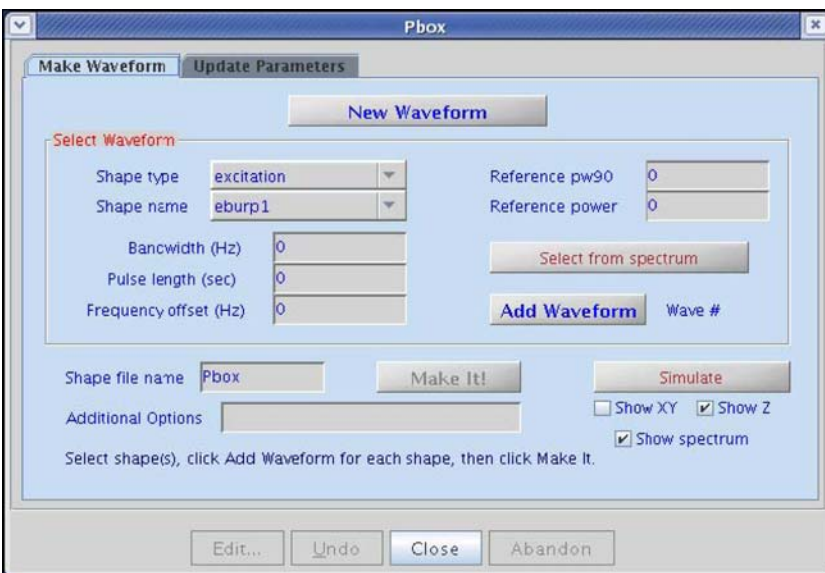 Pbox
Make Waveform Update Parameters
New Waveform
Select Waveform
Shape type excitation Reference pw90 0
Shape name eburp1 Reference power 0
Bancwidth (Hz) 0
Select from spectrum
Pulse length (sec) 0
Frequency offset (Hz) 0 Add Waveform Wave #
Shape file name Pbox Make It! Simulate
Show XY Show Z
Additional Options
Show spectrum
Select shape(s), click Add Waveform for each shape, then click Make It.
Edit... Undo Close Abandon